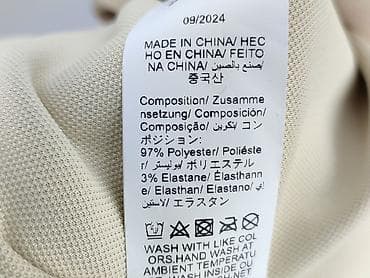 09/2024
MADE IN CHINA/ HEC
HO EN CHINA/ FEITO
NA CHINA/ صنع بالصين/
중국산
Composition/ Zusamme
nsetzung/ Composición/
Composição/ تكوين/ コン
ポジション:
97% Polyester/ Poliéste
r/ بوليستر/ ポリエステル
3% Elastane/ Élasthann
e/ Elasthan/ Elastano/ إي
لاستين/ エラスタン
WASH WITH LIKE COL
ORS.HAND WASH AT
AMBIENT TEMPERATU